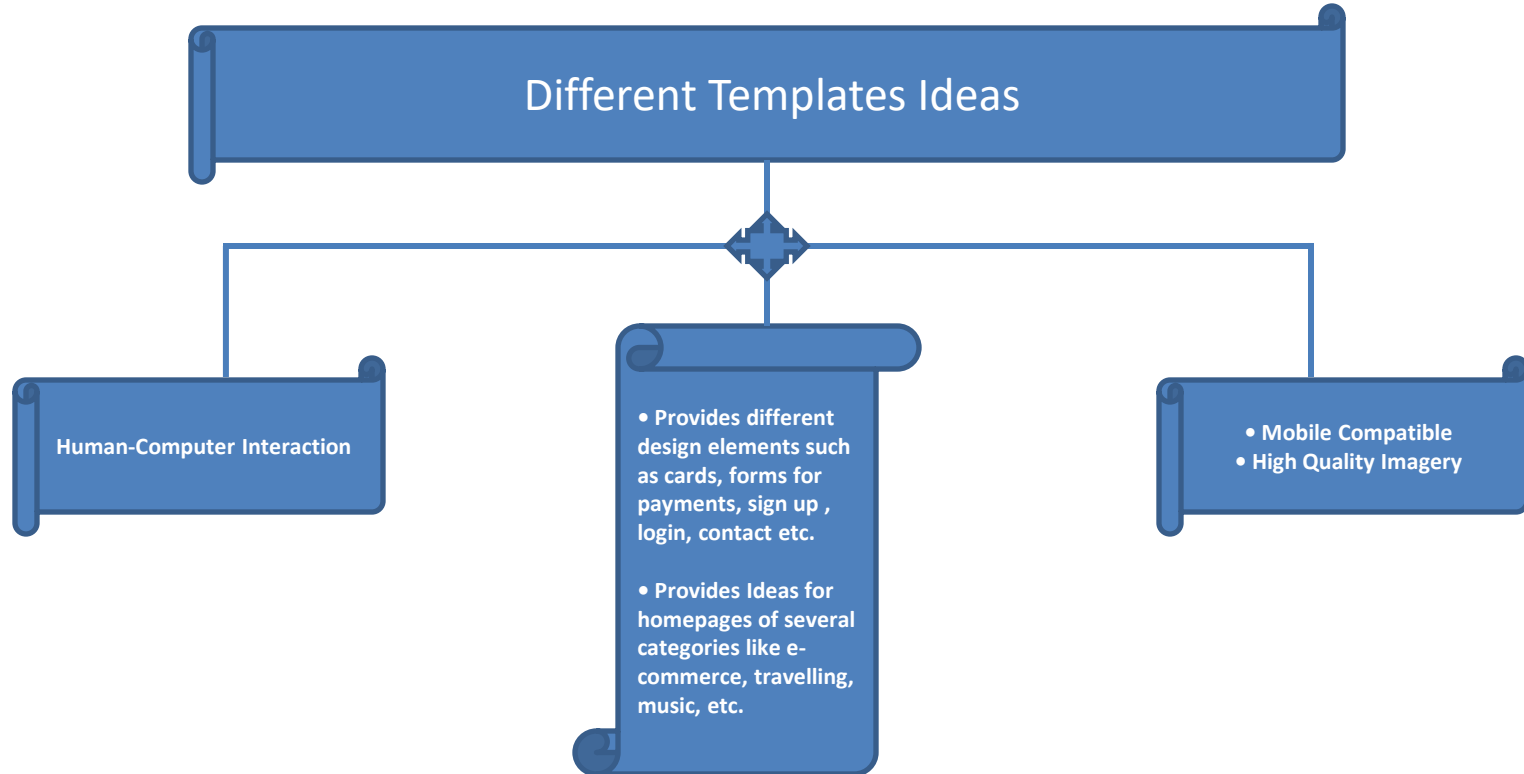 Different Templates Ideas
Human-Computer Interaction
• Provides different
design elements such
as cards, forms for
payments, sign up ,
login, contact etc.
• Provides Ideas for
homepages of several
categories like e-
commerce, travelling,
music, etc.
• Mobile Compatible
• High Quality Imagery